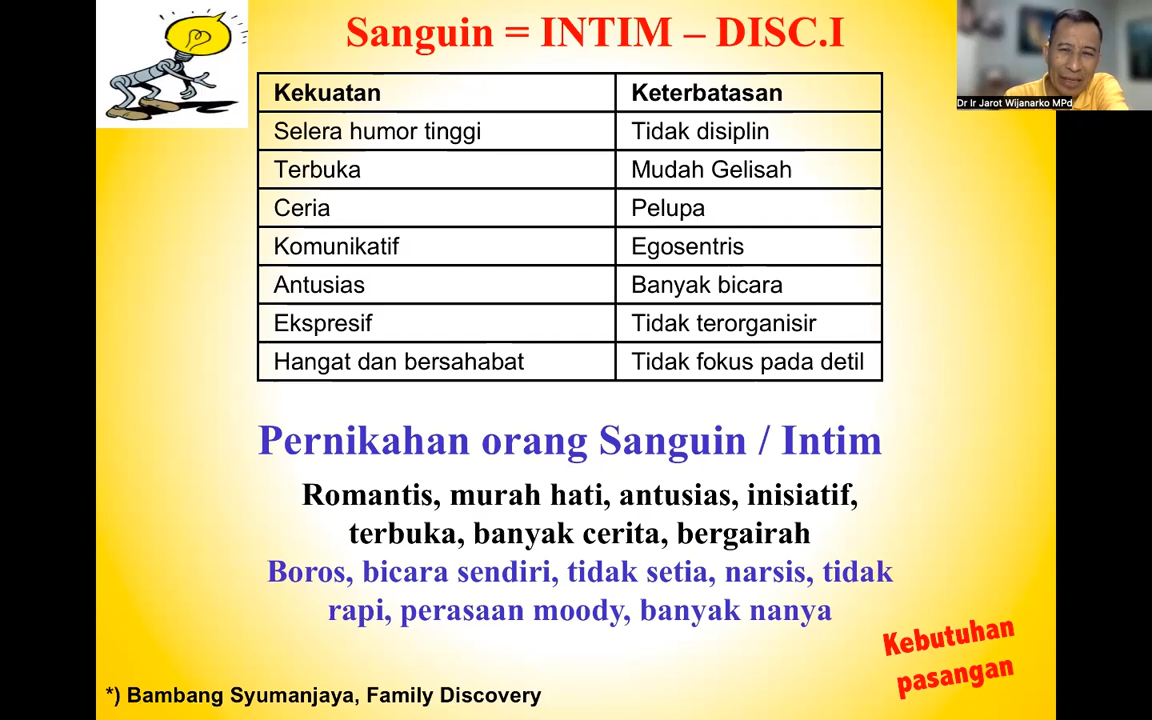 Sanguin = INTIM – DISC.I
Dr Ir Jarot Wijanarko MPd
Kekuatan Keterbatasan
Selera humor tinggi Tidak disiplin
Terbuka Mudah Gelisah
Ceria Pelupa
Komunikatif Egosentris
Antusias Banyak bicara
Ekspresif Tidak terorganisir
Hangat dan bersahabat Tidak fokus pada detil
Pernikahan orang Sanguin / Intim
Romantis, murah hati, antusias, inisiatif,
terbuka, banyak cerita, bergairah
Boros, bicara sendiri, tidak setia, narsis, tidak
rapi, perasaan moody, banyak nanya
Kebutuhan
pasangan
*) Bambang Syumanjaya, Family Discovery